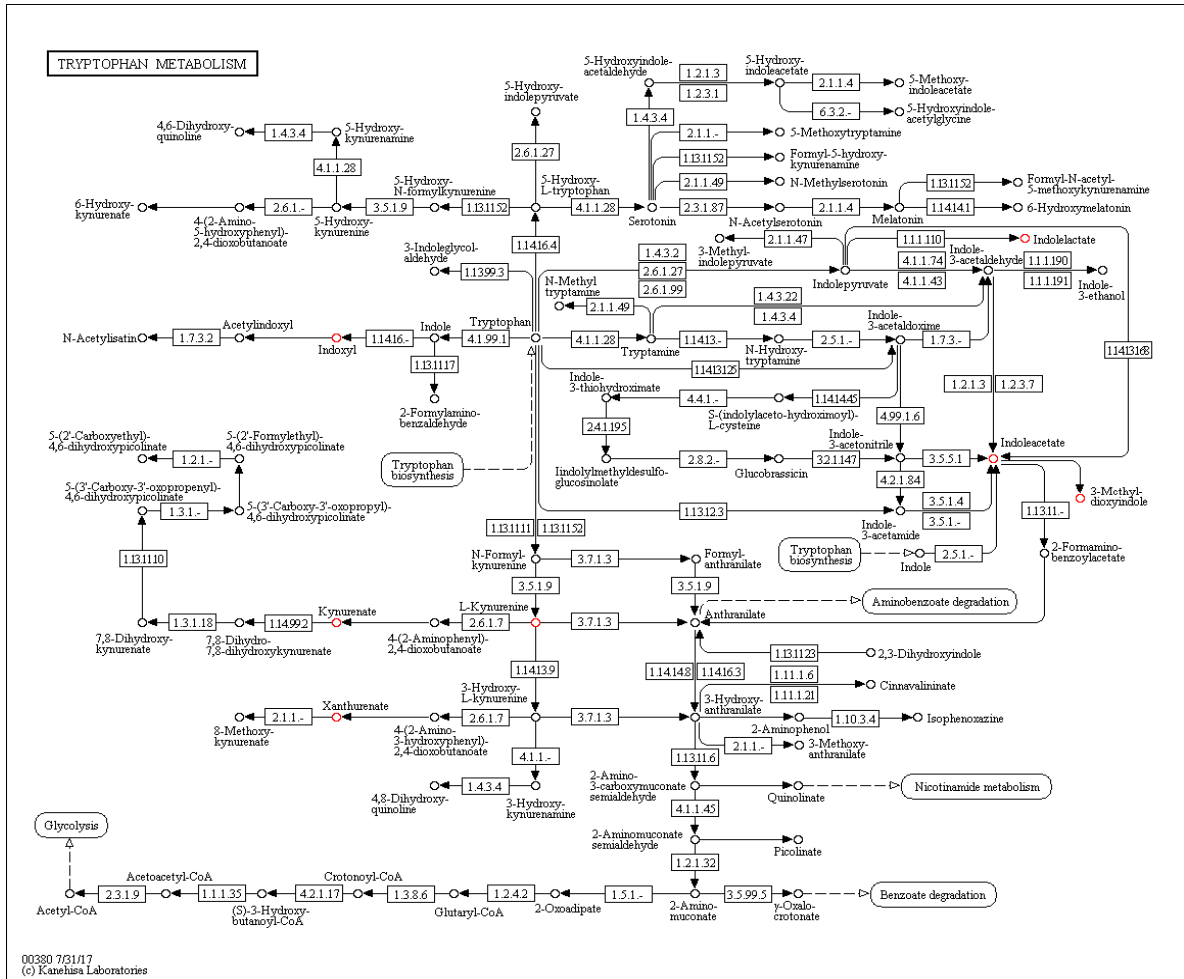 TRYPTOPHAN METABOLISM
5-Hydroxyindole-
acetaldehyde
1.2.1.3
1.2.3.1
5-Hydroxy-
indoleacetate
2.1.1.4
5-Methoxy-
indoleacetate
6.3.2.-
5-Hydroxyindole-
acetylglycine
5-Hydroxy-
indolepyruvate
1.4.3.4
4,6-Dihydroxy-
quinoline
1.4.3.4
5-Hydroxy-
kynurenamine
2.1.1.-
5-Methoxytryptamine
2.6.1.27
1.13.11.52
Formyl-5-hydroxy-
kynurenamine
4.1.1.28
5-Hydroxy-
N-formylkynurenine
5-Hydroxy-
L-tryptophan
2.1.1.49
N-Methylserotonin
1.13.11.52
Formyl-N-acetyl-
5-methoxykynurenamine
6-Hydroxy-
kynurenate
2.6.1.-
4-(2-Amino-
5-hydroxyphenyl)-
2,4-dioxobutanoate
5-Hydroxy-
kynurenine
3.5.1.9
1.13.11.52
4.1.1.28
Serotonin
2.3.1.87
N-Acetylserotonin
2.1.1.4
Melatonin
1.14.14.1
6-Hydroxymelatonin
1.14.16.4
3-Indoleglycol-
aldehyde
1.13.99.3
2.1.1.47
3-Methyl-
indolepyruvate
1.1.1.110
Indolelactate
1.4.3.2
2.6.1.27
2.6.1.99
Indolepyruvate
4.1.1.74
4.1.1.43
Indole-
3-acetaldehyde
1.1.1.190
1.1.1.191
Indole-
3-ethanol
N-Methyl
tryptamine
2.1.1.49
1.4.3.22
1.4.3.4
N-Acetylisatin
1.7.3.2
Acetylindoxyl
Indoxyl
1.14.16.-
Indole
4.1.99.1
Tryptophan
4.1.1.28
Tryptamine
1.14.13.-
N-Hydroxy-
tryptamine
2.5.1.-
Indole-
3-acetaldoxime
1.7.3.-
1.14.13.168
1.13.11.17
2-Formylamino-
benzaldehyde
1.14.13.125
Indole-
3-thiohydroximate
4.4.1.-
S-(indolylaceto-hydroximoyl)-
L-cysteine
1.14.14.45
1.2.1.3
1.2.3.7
2.4.1.195
4.99.1.6
5-(2'-Carboxyethyl)-
4,6-dihydroxypicolinate
1.2.1.-
5-(2'-Formylethyl)-
4,6-dihydroxypicolinate
Tryptophan
biosynthesis
Iindolylmethyldesulfo-
glucosinolate
2.8.2.-
Glucobrassicin
3.2.1.147
Indole-
3-acetonitrile
3.5.5.1
Indoleacetate
4.2.1.84
3-Methyl-
dioxyindole
5-(3'-Carboxy-3'-oxopropenyl)-
4,6-dihydroxypicolinate
1.3.1.-
5-(3'-Carboxy-3'-oxopropyl)-
4,6-dihydroxypicolinate
1.13.12.3
Indole-
3-acetamide
3.5.1.4
3.5.1.-
1.13.11.-
1.13.11.11
1.13.11.52
1.13.11.10
N-Formyl-
kynurenine
3.7.1.3
Formyl-
anthranilate
Tryptophan
biosynthesis
Indole
2.5.1.-
2-Formamino-
benzoylacetate
3.5.1.9
3.5.1.9
Aminobenzoate degradation
7,8-Dihydroxy-
kynurenate
1.3.1.18
7,8-Dihydro-
7,8-dihydroxykynurenate
1.14.99.2
Kynurenate
4-(2-Aminophenyl)-
2,4-dioxobutanoate
2.6.1.7
L-Kynurenine
3.7.1.3
Anthranilate
1.13.11.23
2,3-Dihydroxyindole
1.14.13.9
1.14.14.8
1.14.16.3
1.11.1.6
1.11.1.21
Cinnavalininate
2.1.1.-
8-Methoxy-
kynurenate
Xanthurenate
4-(2-Amino-
3-hydroxyphenyl)-
2,4-dioxobutanoate
2.6.1.7
3-Hydroxy-
L-kynurenine
3.7.1.3
3-Hydroxy-
anthranilate
2-Aminophenol
1.10.3.4
Isophenoxazine
2.1.1.-
3-Methoxy-
anthranilate
4.1.1.-
1.13.11.6
4,8-Dihydroxy-
quinoline
1.4.3.4
3-Hydroxy-
kynurenamine
2-Amino-
3-carboxymuconate
semialdehyde
Quinolinate
Nicotinamide metabolism
4.1.1.45
Glycolysis
2-Aminomuconate
semialdehyde
Picolinate
1.2.1.32
Acetyl-CoA
2.3.1.9
Acetoacetyl-CoA
1.1.1.35
(S)-3-Hydroxy-
butanoyl-CoA
4.2.1.17
Crotonoyl-CoA
1.3.8.6
Glutaryl-CoA
1.2.4.2
2-Oxoadipate
1.5.1.-
2-Amino-
muconate
3.5.99.5
γ-Oxalo-
crotonate
Benzoate degradation
00380 7/31/17
(c) Kanehisa Laboratories